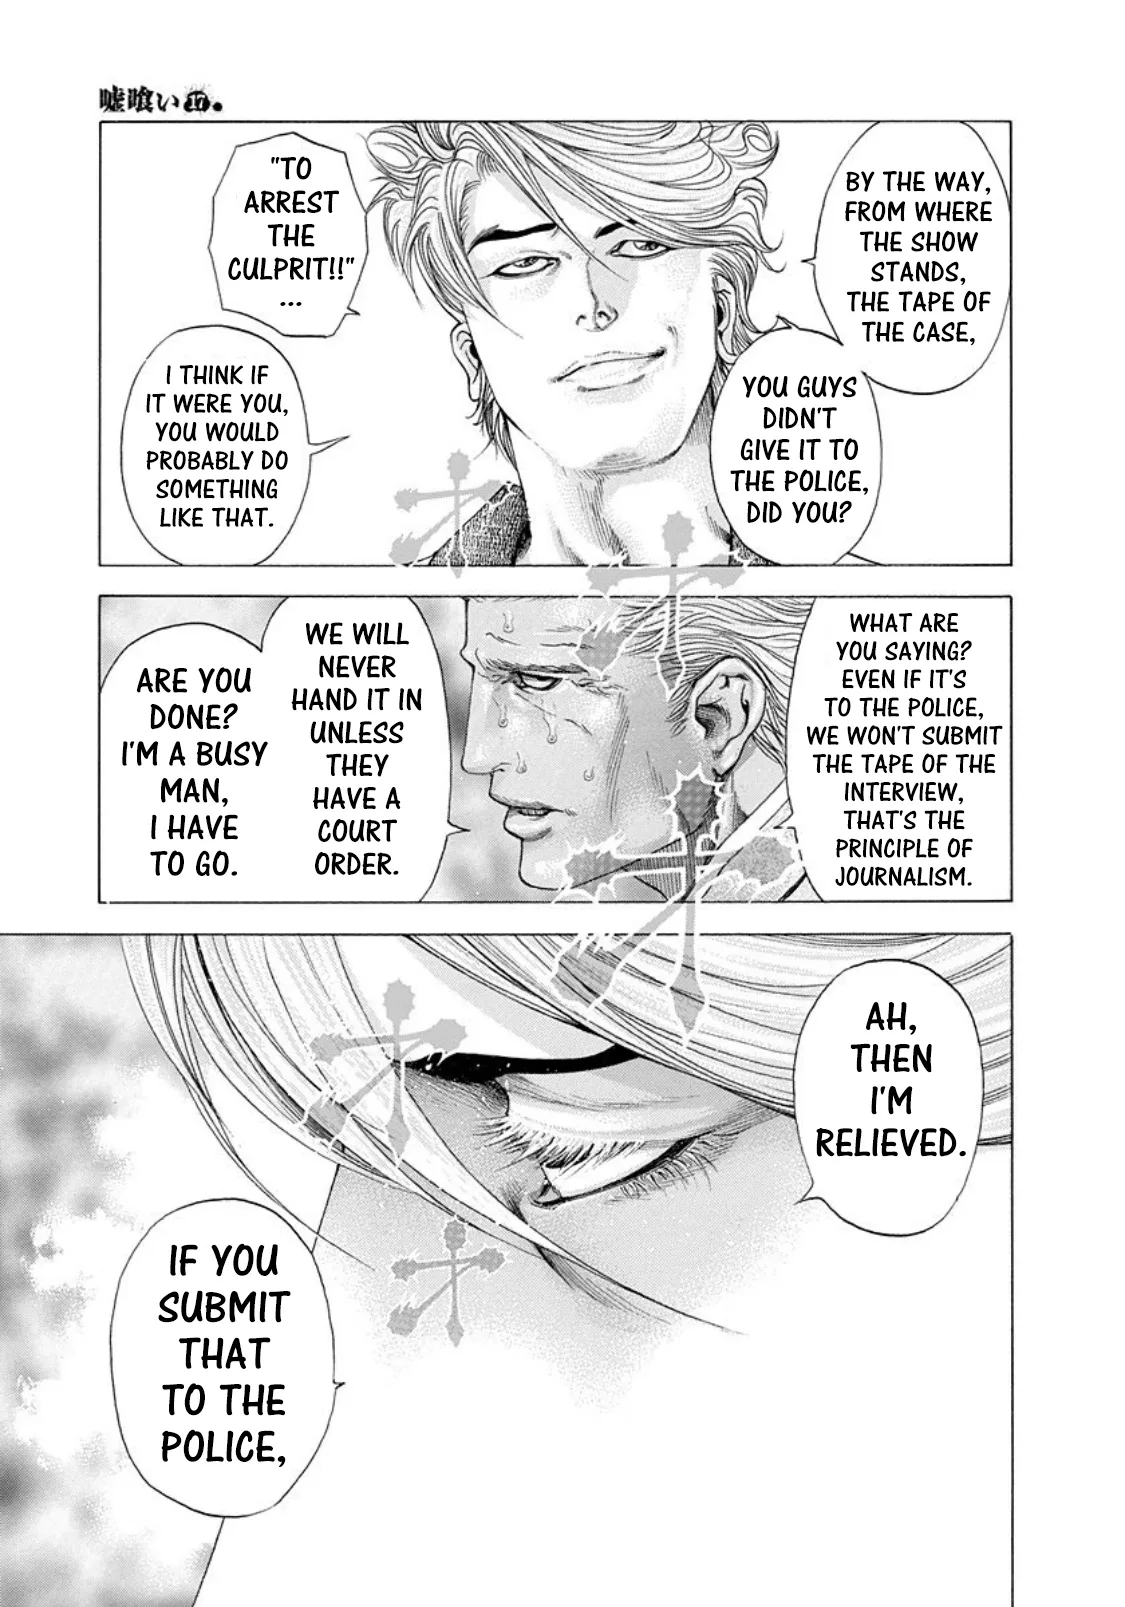 嘘喰い 17。
BY THE WAY,
FROM WHERE
THE SHOW
STANDS,
THE TAPE OF
THE CASE,
YOU GUYS
DIDN'T
GIVE IT TO
THE POLICE,
DID YOU?
"TO
ARREST
THE
CULPRIT!!"
...
I THINK IF
IT WERE YOU,
YOU WOULD
PROBABLY DO
SOMETHING
LIKE THAT.
オ
オ
WHAT ARE
YOU SAYING?
EVEN IF IT'S
TO THE POLICE,
WE WON'T SUBMIT
THE TAPE OF THE
INTERVIEW,
THAT'S THE
PRINCIPLE OF
JOURNALISM.
WE WILL
NEVER
HAND IT IN
UNLESS
THEY
HAVE A
COURT
ORDER.
ARE YOU
DONE?
I'M A BUSY
MAN,
I HAVE
TO GO.
オ
AH,
THEN
I'M
RELIEVED.
オ
オ
IF YOU
SUBMIT
THAT
TO THE
POLICE,